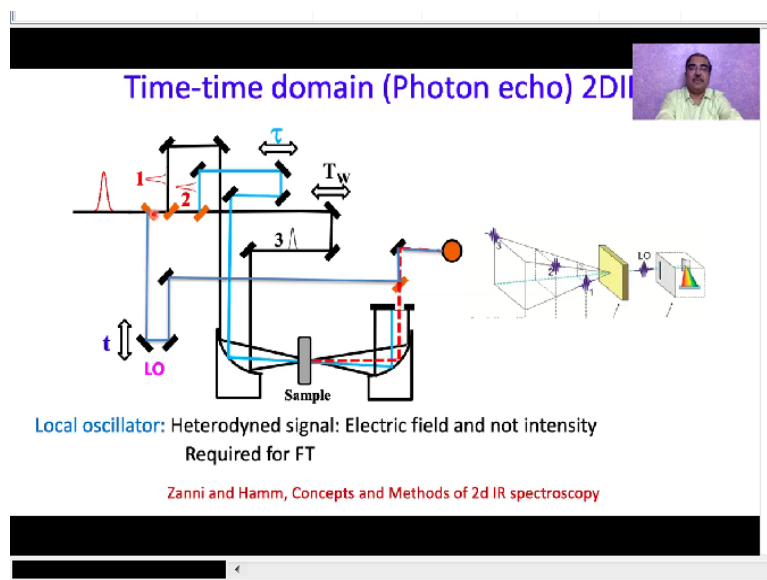 Time-time domain (Photon echo) 2DI
τ
1
2
Tw
3
t
LO
Sample
3
2
1
LO
Local oscillator: Heterodyned signal: Electric field and not intensity
Required for FT
Zanni and Hamm, Concepts and Methods of 2d IR spectroscopy